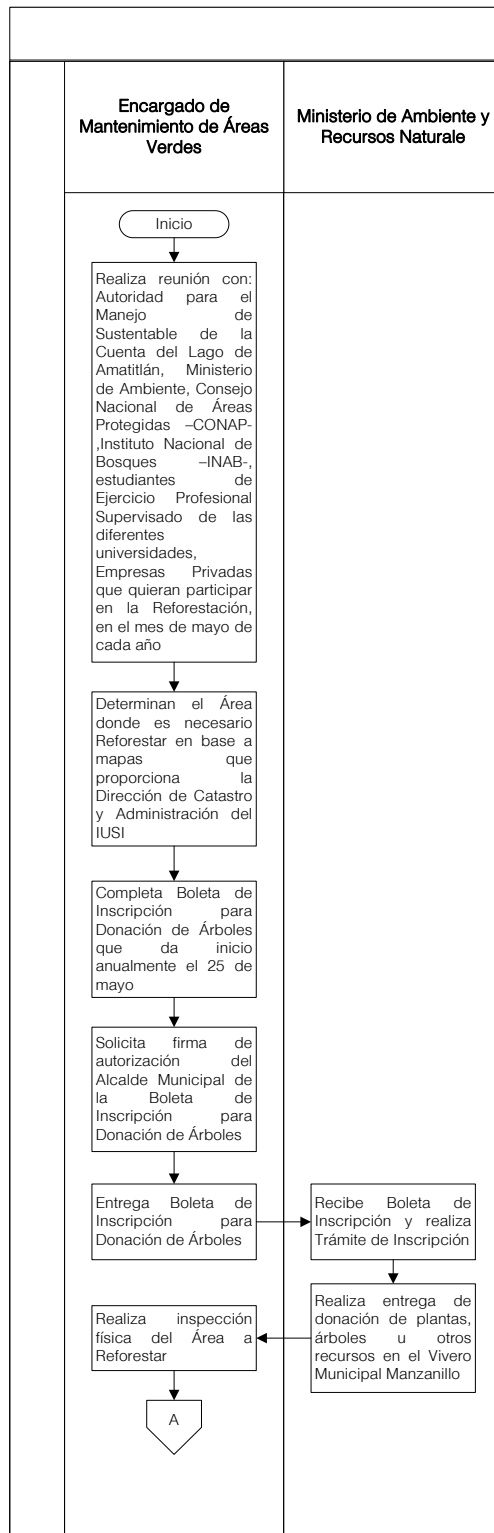 Encargado de
Mantenimiento de Áreas
Verdes
Ministerio de Ambiente y
Recursos Naturale
Inicio
Realiza reunión con:
Autoridad para el
Manejo de
Sustentable de la
Cuenta del Lago de
Amatitlán, Ministerio
de Ambiente, Consejo
Nacional de Áreas
Protegidas –CONAP-
,Instituto Nacional de
Bosques –INAB-,
estudiantes de
Ejercicio Profesional
Supervisado de las
diferentes
universidades,
Empresas Privadas
que quieran participar
en la Reforestación,
en el mes de mayo de
cada año
Determinan el Área
donde es necesario
Reforestar en base a
mapas que
proporciona la
Dirección de Catastro
y Administración del
IUSI
Completa Boleta de
Inscripción para
Donación de Árboles
que da inicio
anualmente el 25 de
mayo
Solicita firma de
autorización del
Alcalde Municipal de
la Boleta de
Inscripción para
Donación de Árboles
Entrega Boleta de
Inscripción para
Donación de Árboles
Recibe Boleta de
Inscripción y realiza
Trámite de Inscripción
Realiza entrega de
donación de plantas,
árboles u otros
recursos en el Vivero
Municipal Manzanillo
Realiza inspección
física del Área a
Reforestar
A